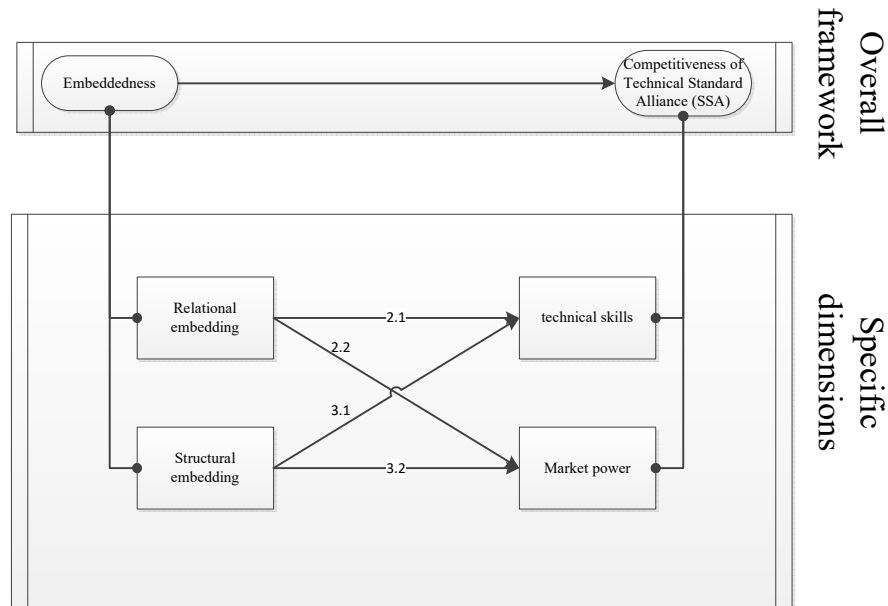 Embeddedness
Competitiveness of
Technical Standard
Alliance (SSA)
Overall
framework
Relational
embedding
2.1
technical skills
2.2
3.1
Structural
embedding
3.2
Market power
Specific
dimensions